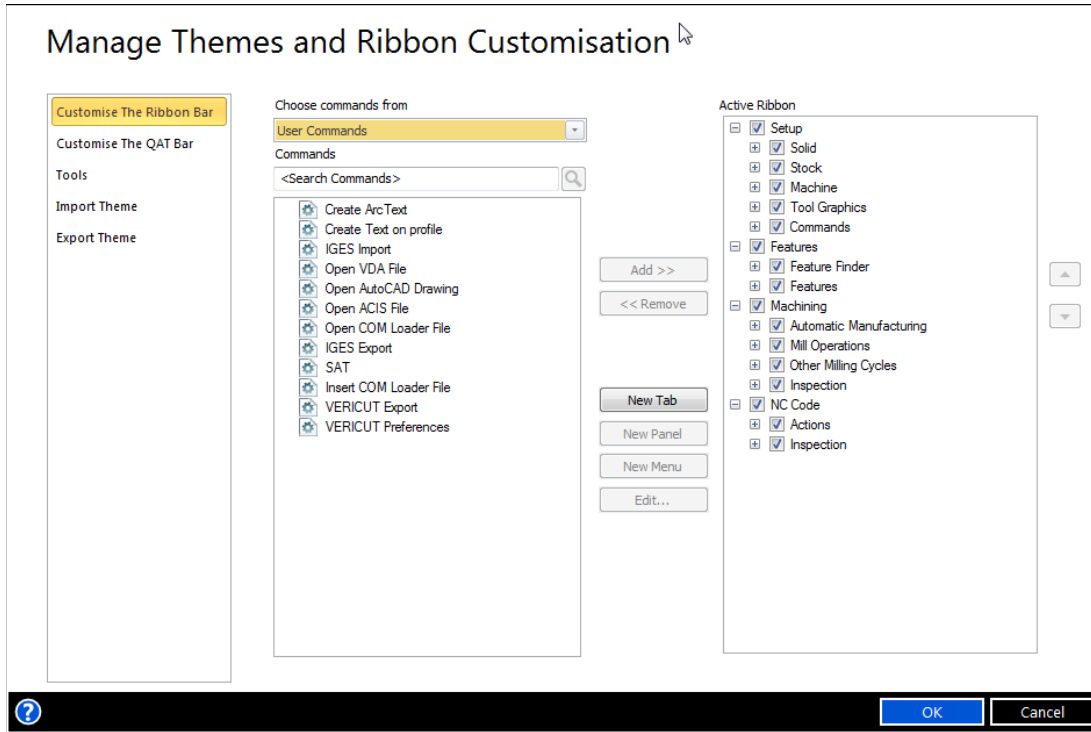 Manage Themes and Ribbon Customisation
Customise The Ribbon Bar
Customise The QAT Bar
Tools
Import Theme
Export Theme
Choose commands from
User Commands
Commands
<Search Commands>
Create ArcText
Create Text on profile
IGES Import
Open VDA File
Open AutoCAD Drawing
Open ACIS File
Open COM Loader File
IGES Export
SAT
Insert COM Loader File
VERICUT Export
VERICUT Preferences
Add >>
<< Remove
New Tab
New Panel
New Menu
Edit...
Active Ribbon
Setup
Solid
Stock
Machine
Tool Graphics
Commands
Features
Feature Finder
Features
Machining
Automatic Manufacturing
Mill Operations
Other Milling Cycles
Inspection
NC Code
Actions
Inspection
?
OK
Cancel